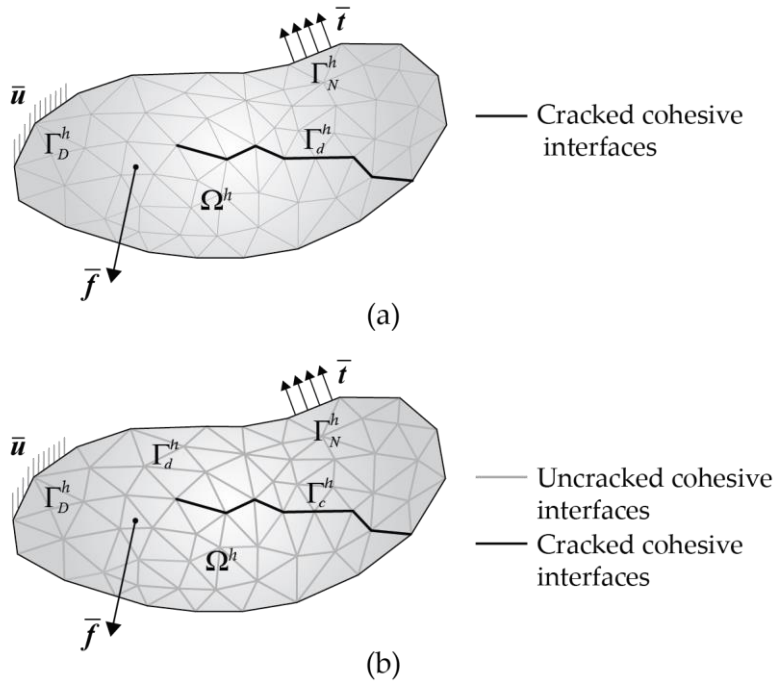 t̄
ū
Γ_N^h
Γ_D^h
Γ_d^h
Cracked cohesive
interfaces
Ω^h
f̄
(a)
t̄
ū
Γ_N^h
Γ_d^h
Γ_D^h
Γ_c^h
Uncracked cohesive
interfaces
Cracked cohesive
interfaces
Ω^h
f̄
(b)